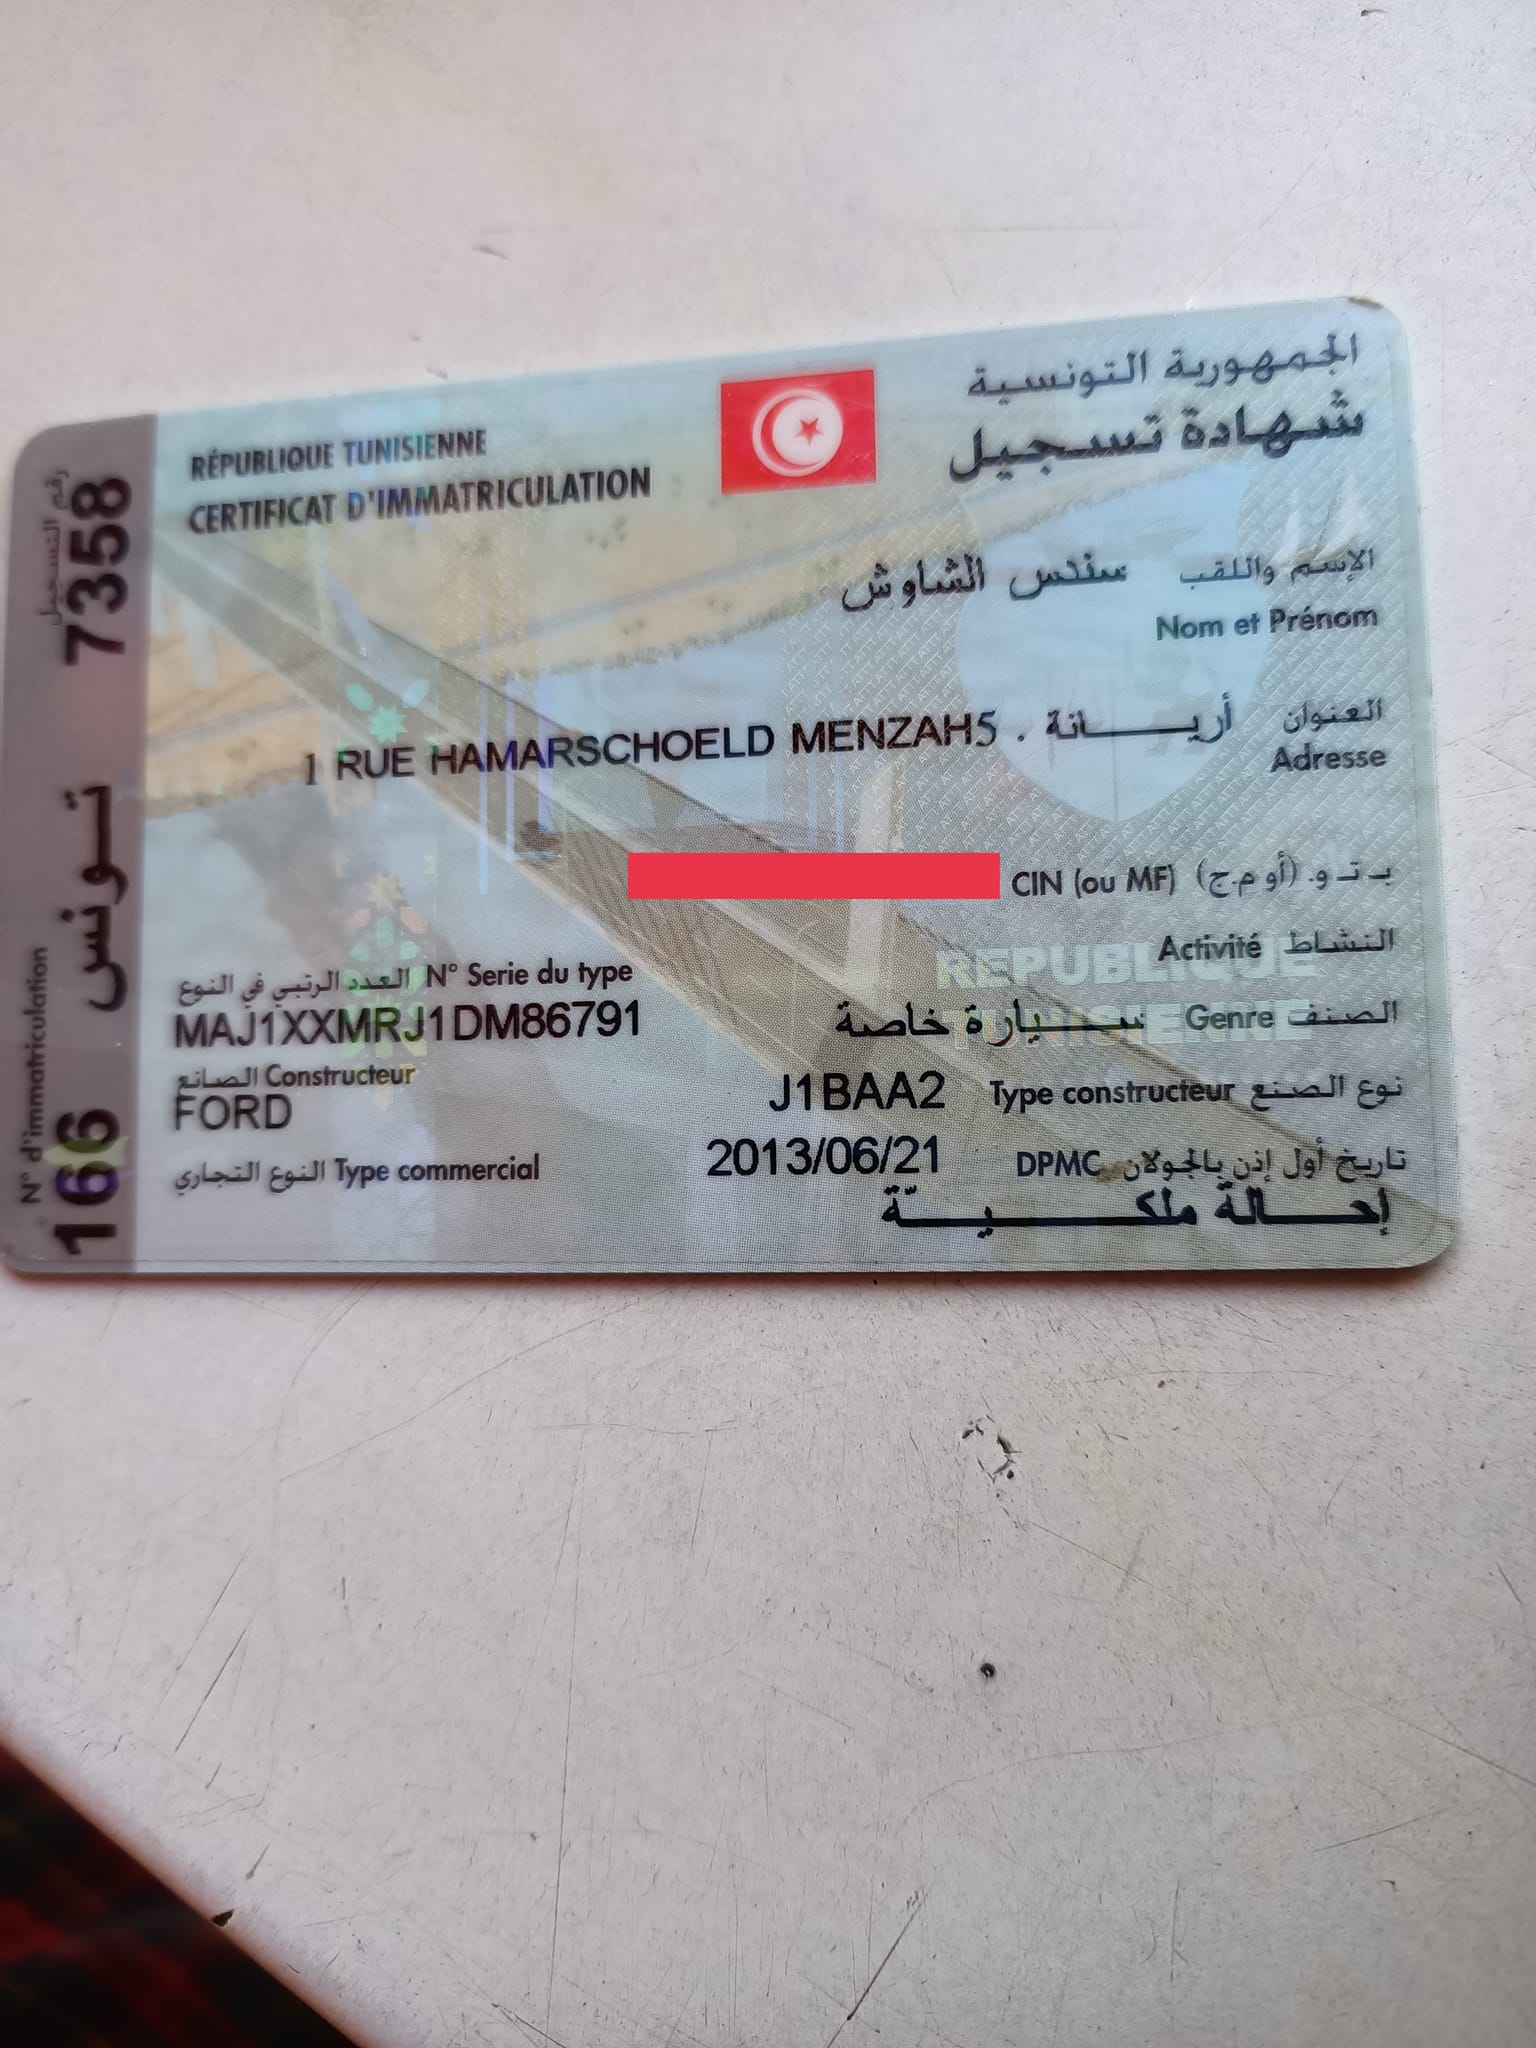 الجمهورية التونسية
شهادة تسجيل
RÉPUBLIQUE TUNISIENNE
CERTIFICAT D'IMMATRICULATION
رقم التسجيل
7358 تونس 166
N° d'immatriculation
الإسم واللقب سندس الشاوش
Nom et Prénom
العنوان أريانة . 1 RUE HAMARSCHOELD MENZAH5
Adresse
ب ت و. (أو م.ج) CIN (ou MF)
النشاط Activité
العدد الرتبي في النوع N° Serie du type
MAJ1XXMRJ1DM86791
الصنف Genre سيارة خاصة
الصانع Constructeur
FORD
نوع الصنع Type constructeur J1BAA2
تاريخ أول إذن بالجولان DPMC 2013/06/21
النوع التجاري Type commercial
إحالة ملكيّة
REPUBLIQUE
TUNISIENNE